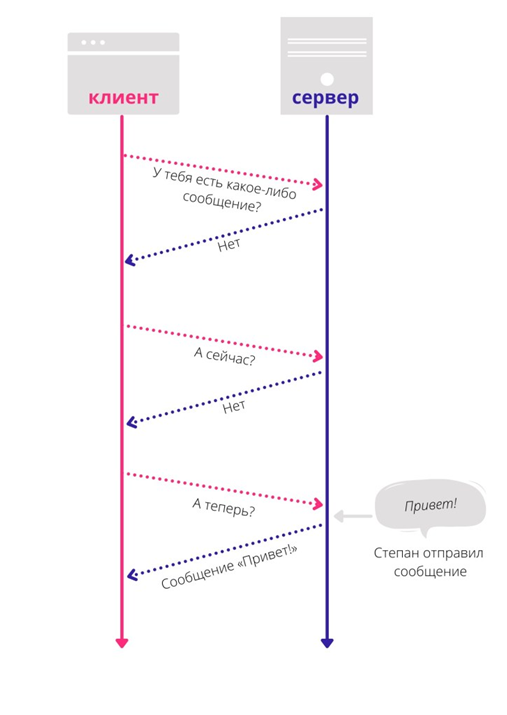 клиент
сервер
У тебя есть какое-либо
сообщение?
Нет
А сейчас?
Нет
А теперь?
Привет!
Степан отправил
сообщение
Сообщение «Привет!»